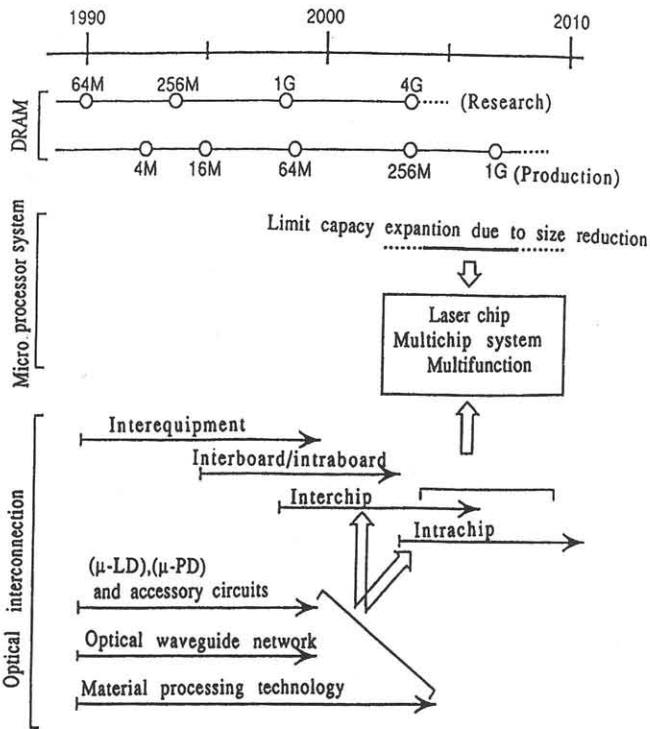 1990 2000 2010
DRAM
64M 256M 1G 4G (Research)
4M 16M 64M 256M 1G (Production)
Micro. processor system
Limit capacy expantion due to size reduction
Laser chip
Multichip system
Multifunction
Optical interconnection
Interequipment
Interboard/intraboard
Interchip
Intrachip
(μ-LD),(μ-PD)
and accessory circuits
Optical waveguide network
Material processing technology